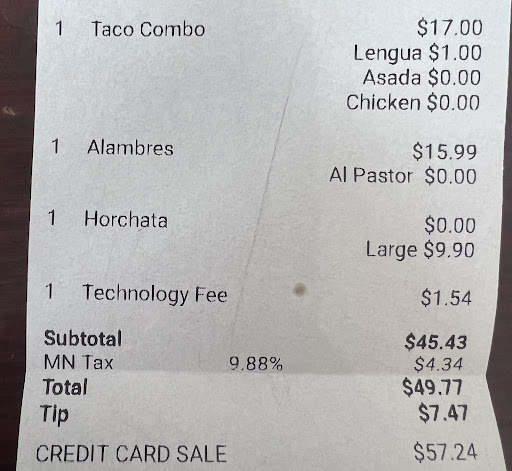 1 Taco Combo $17.00
Lengua $1.00
Asada $0.00
Chicken $0.00
1 Alambres $15.99
Al Pastor $0.00
1 Horchata $0.00
Large $9.90
1 Technology Fee $1.54
Subtotal $45.43
MN Tax 9.88% $4.34
Total $49.77
Tip $7.47
CREDIT CARD SALE $57.24